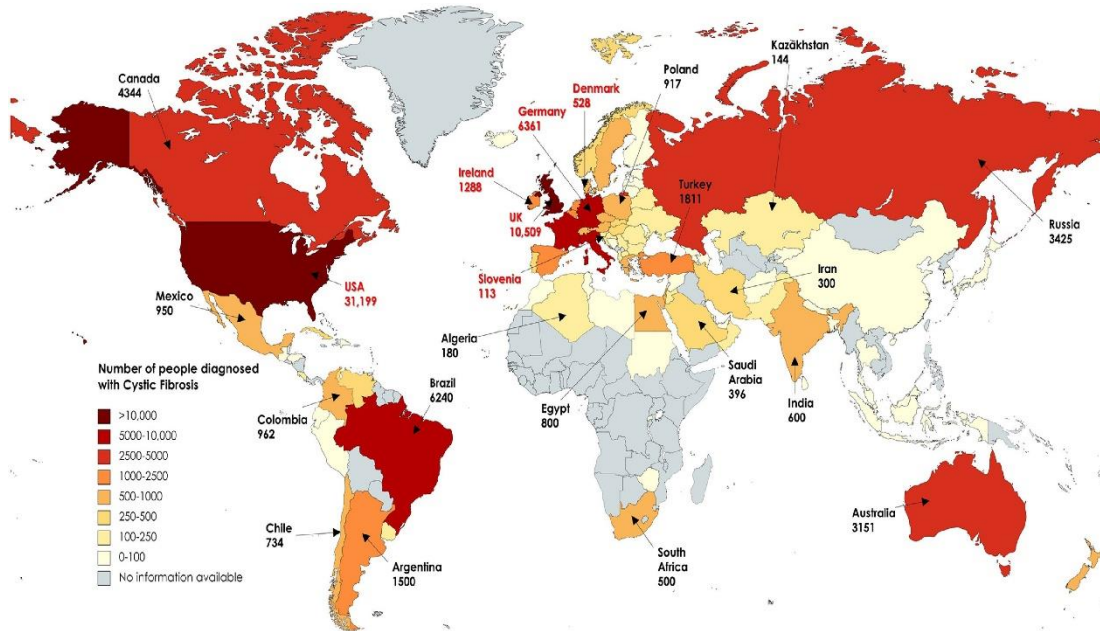 Kazakhstan
144
Poland
917
Canada
4344
Denmark
528
Germany
6361
Ireland
1288
Turkey
1811
UK
10,509
Russia
3425
Slovenia
113
Iran
300
USA
31,199
Mexico
950
Algeria
180
Saudi
Arabia
396
Number of people diagnosed
with Cystic Fibrosis
>10,000
5000-10,000
2500-5000
1000-2500
500-1000
250-500
100-250
0-100
No information available
Brazil
6240
Egypt
800
India
600
Colombia
962
Australia
3151
Chile
734
Argentina
1500
South
Africa
500